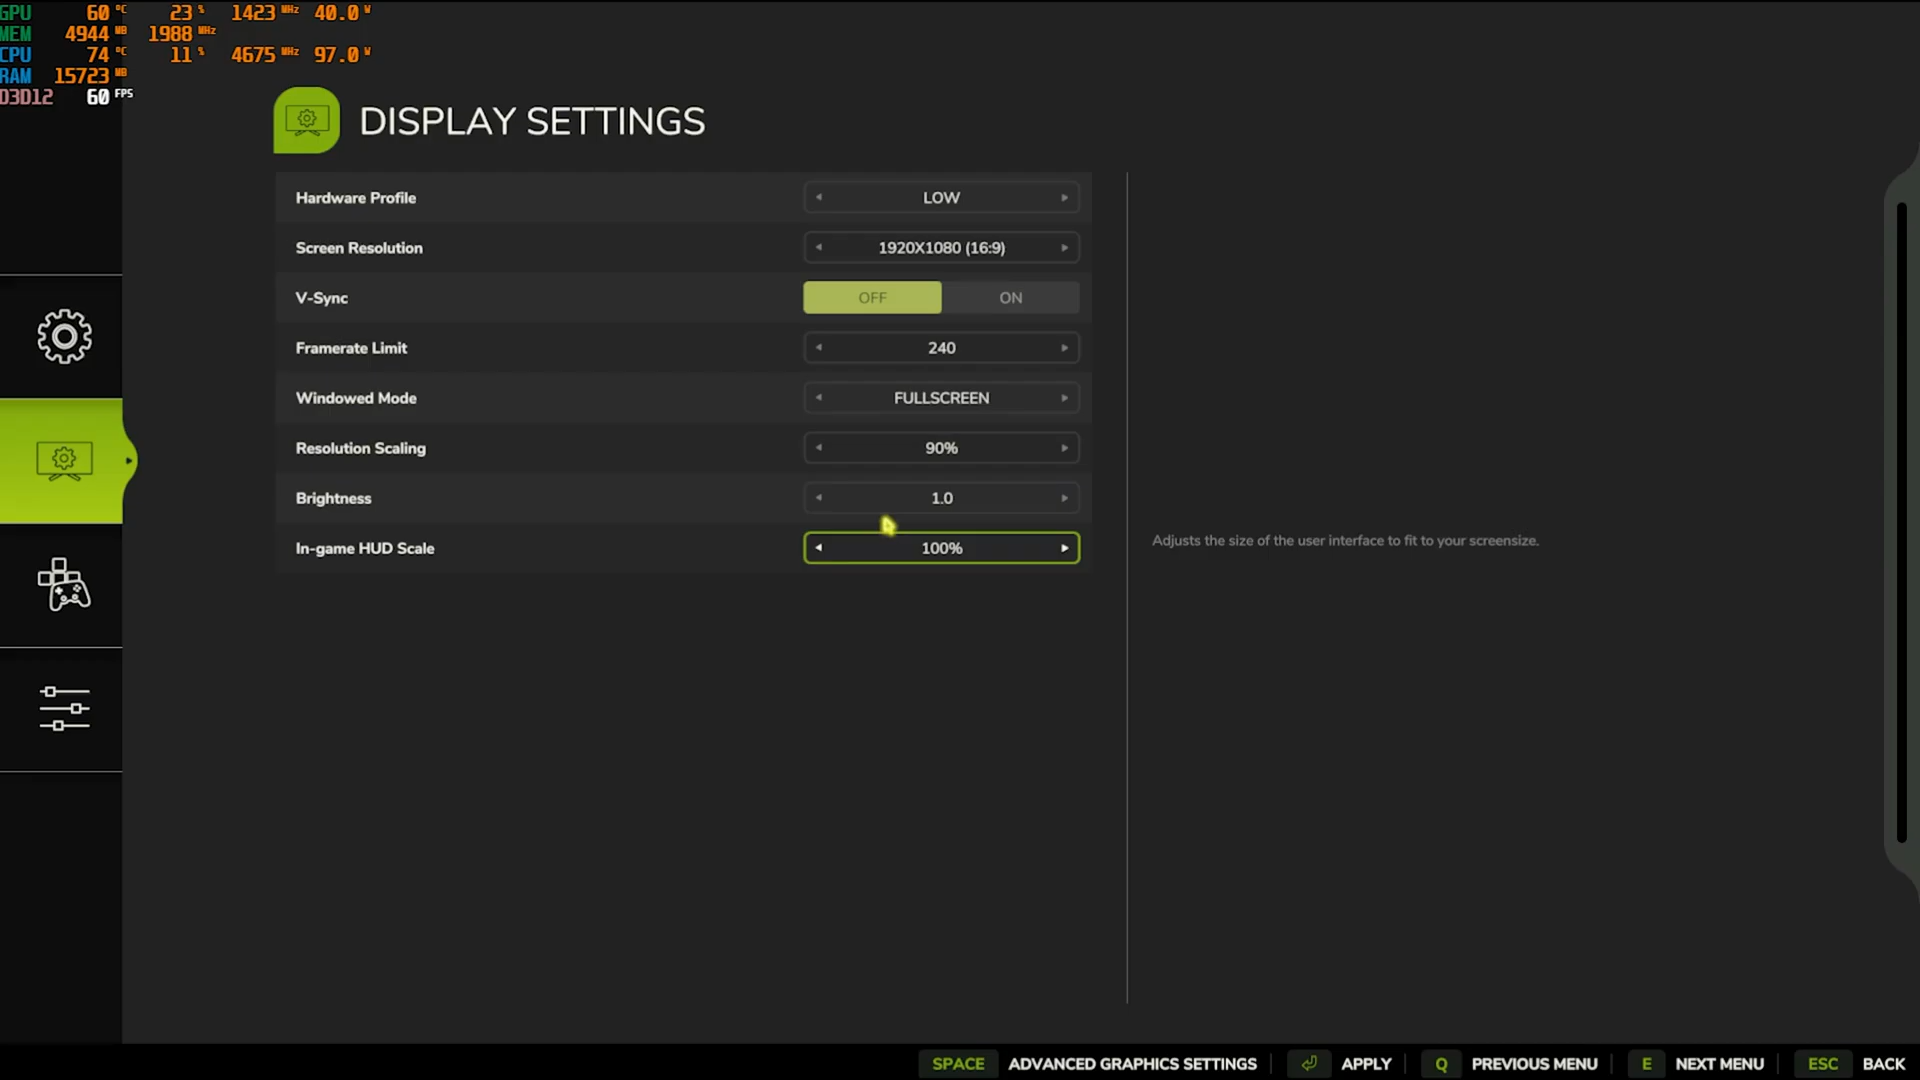 GPU 60 °C 23 % 1423 MHz 40.0 W
MEM 4944 MB 1988 MHz
CPU 74 °C 11 % 4675 MHz 97.0 W
RAM 15723 MB
D3D12 60 FPS
DISPLAY SETTINGS
Hardware Profile LOW
Screen Resolution 1920X1080 (16:9)
V-Sync OFF ON
Framerate Limit 240
Windowed Mode FULLSCREEN
Resolution Scaling 90%
Brightness 1.0
In-game HUD Scale 100%
Adjusts the size of the user interface to fit to your screensize.
SPACE ADVANCED GRAPHICS SETTINGS APPLY Q PREVIOUS MENU E NEXT MENU ESC BACK